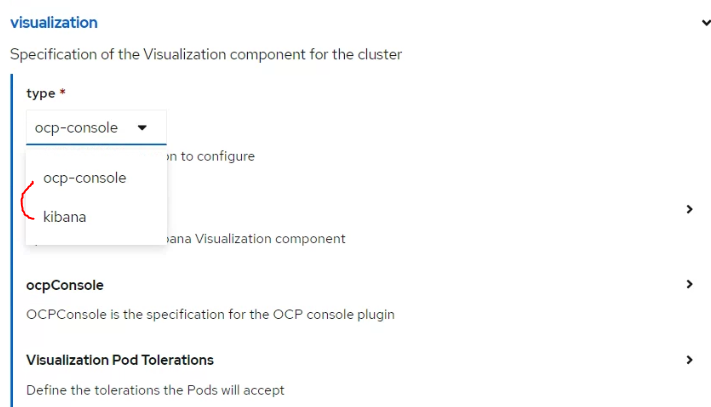 visualization
Specification of the Visualization component for the cluster
type *
ocp-console
on to configure
ocp-console
kibana
bana Visualization component
ocpConsole
OCPConsole is the specification for the OCP console plugin
Visualization Pod Tolerations
Define the tolerations the Pods will accept